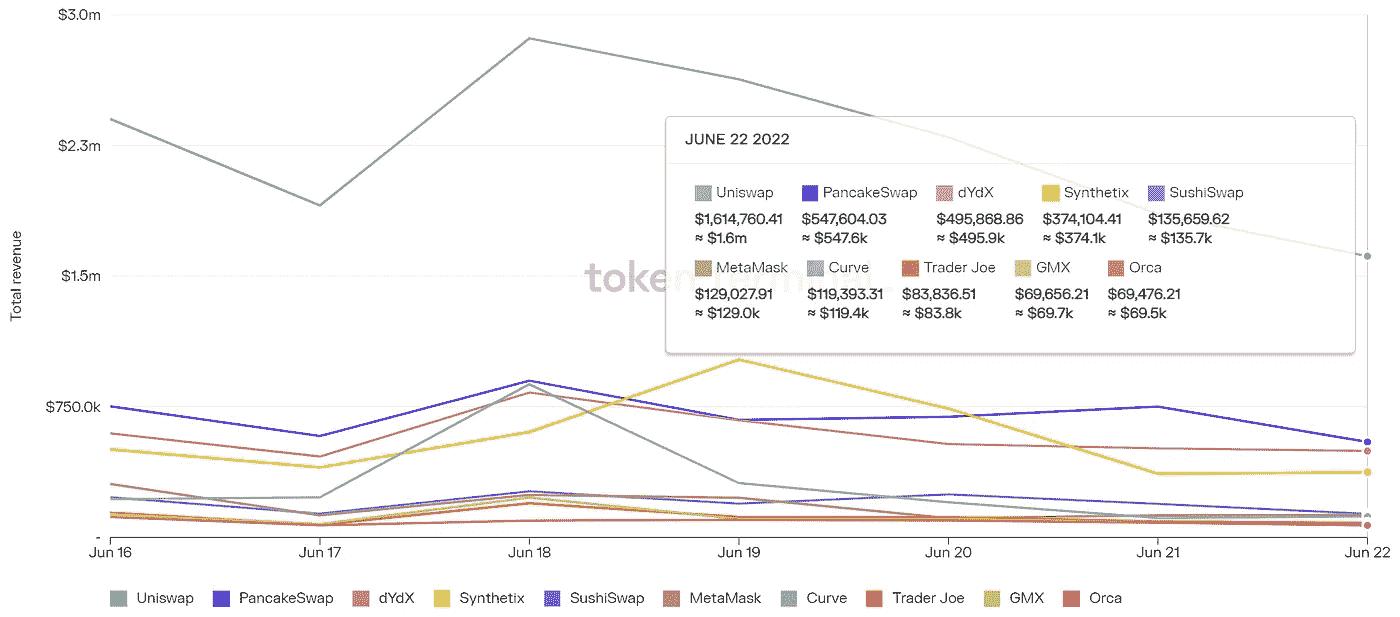 $3.0m
$2.3m
$1.5m
$750.0k
-
Total revenue
JUNE 22 2022
Uniswap PancakeSwap dYdX Synthetix SushiSwap
$1,614,760.41 $547,604.03 $495,868.86 $374,104.41 $135,659.62
≈ $1.6m ≈ $547.6k ≈ $495.9k ≈ $374.1k ≈ $135.7k
MetaMask Curve Trader Joe GMX Orca
$129,027.91 $119,393.31 $83,836.51 $69,656.21 $69,476.21
≈ $129.0k ≈ $119.4k ≈ $83.8k ≈ $69.7k ≈ $69.5k
token terminal_
Jun 16 Jun 17 Jun 18 Jun 19 Jun 20 Jun 21 Jun 22
Uniswap PancakeSwap dYdX Synthetix SushiSwap MetaMask Curve Trader Joe GMX Orca